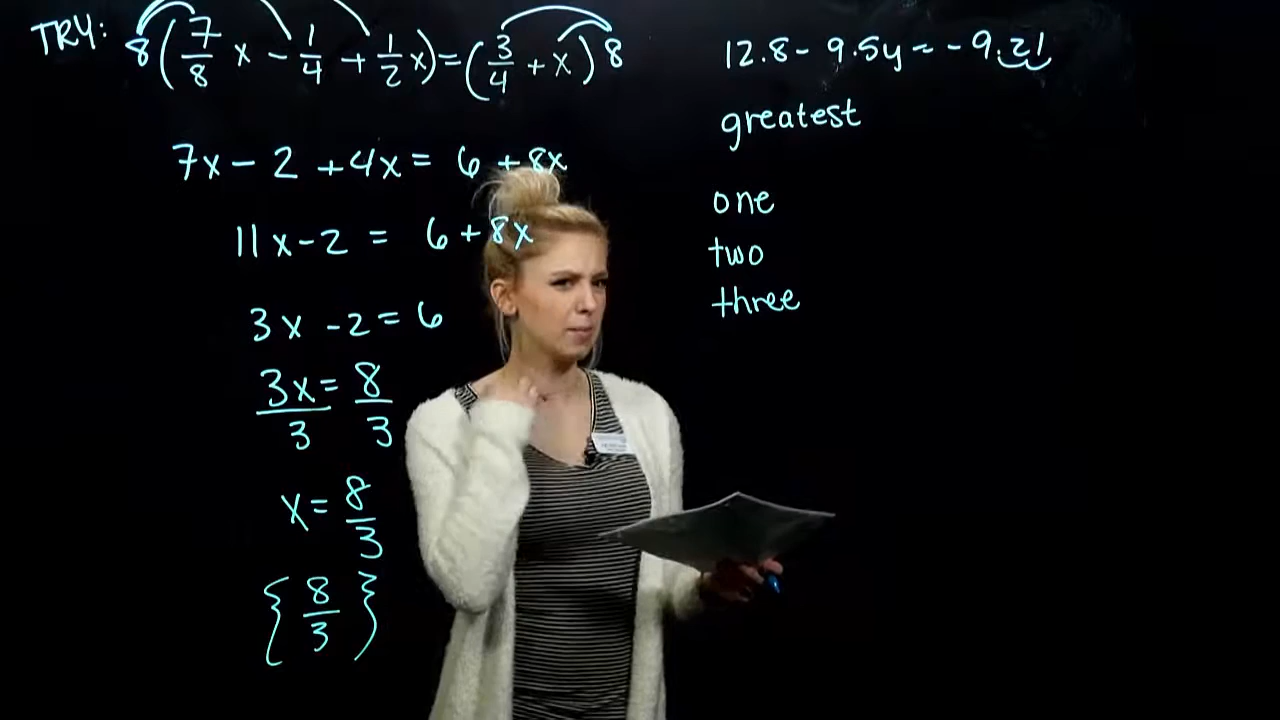 TRY: 8(7/8 x - 1/4 + 1/2 x) = (3/4 + x)8
7x - 2 + 4x = 6 + 8x
11x - 2 = 6 + 8x
3x - 2 = 6
3x/3 = 8/3
x = 8/3
{8/3}
12.8 - 9.5y = -9.21
greatest
one
two
three